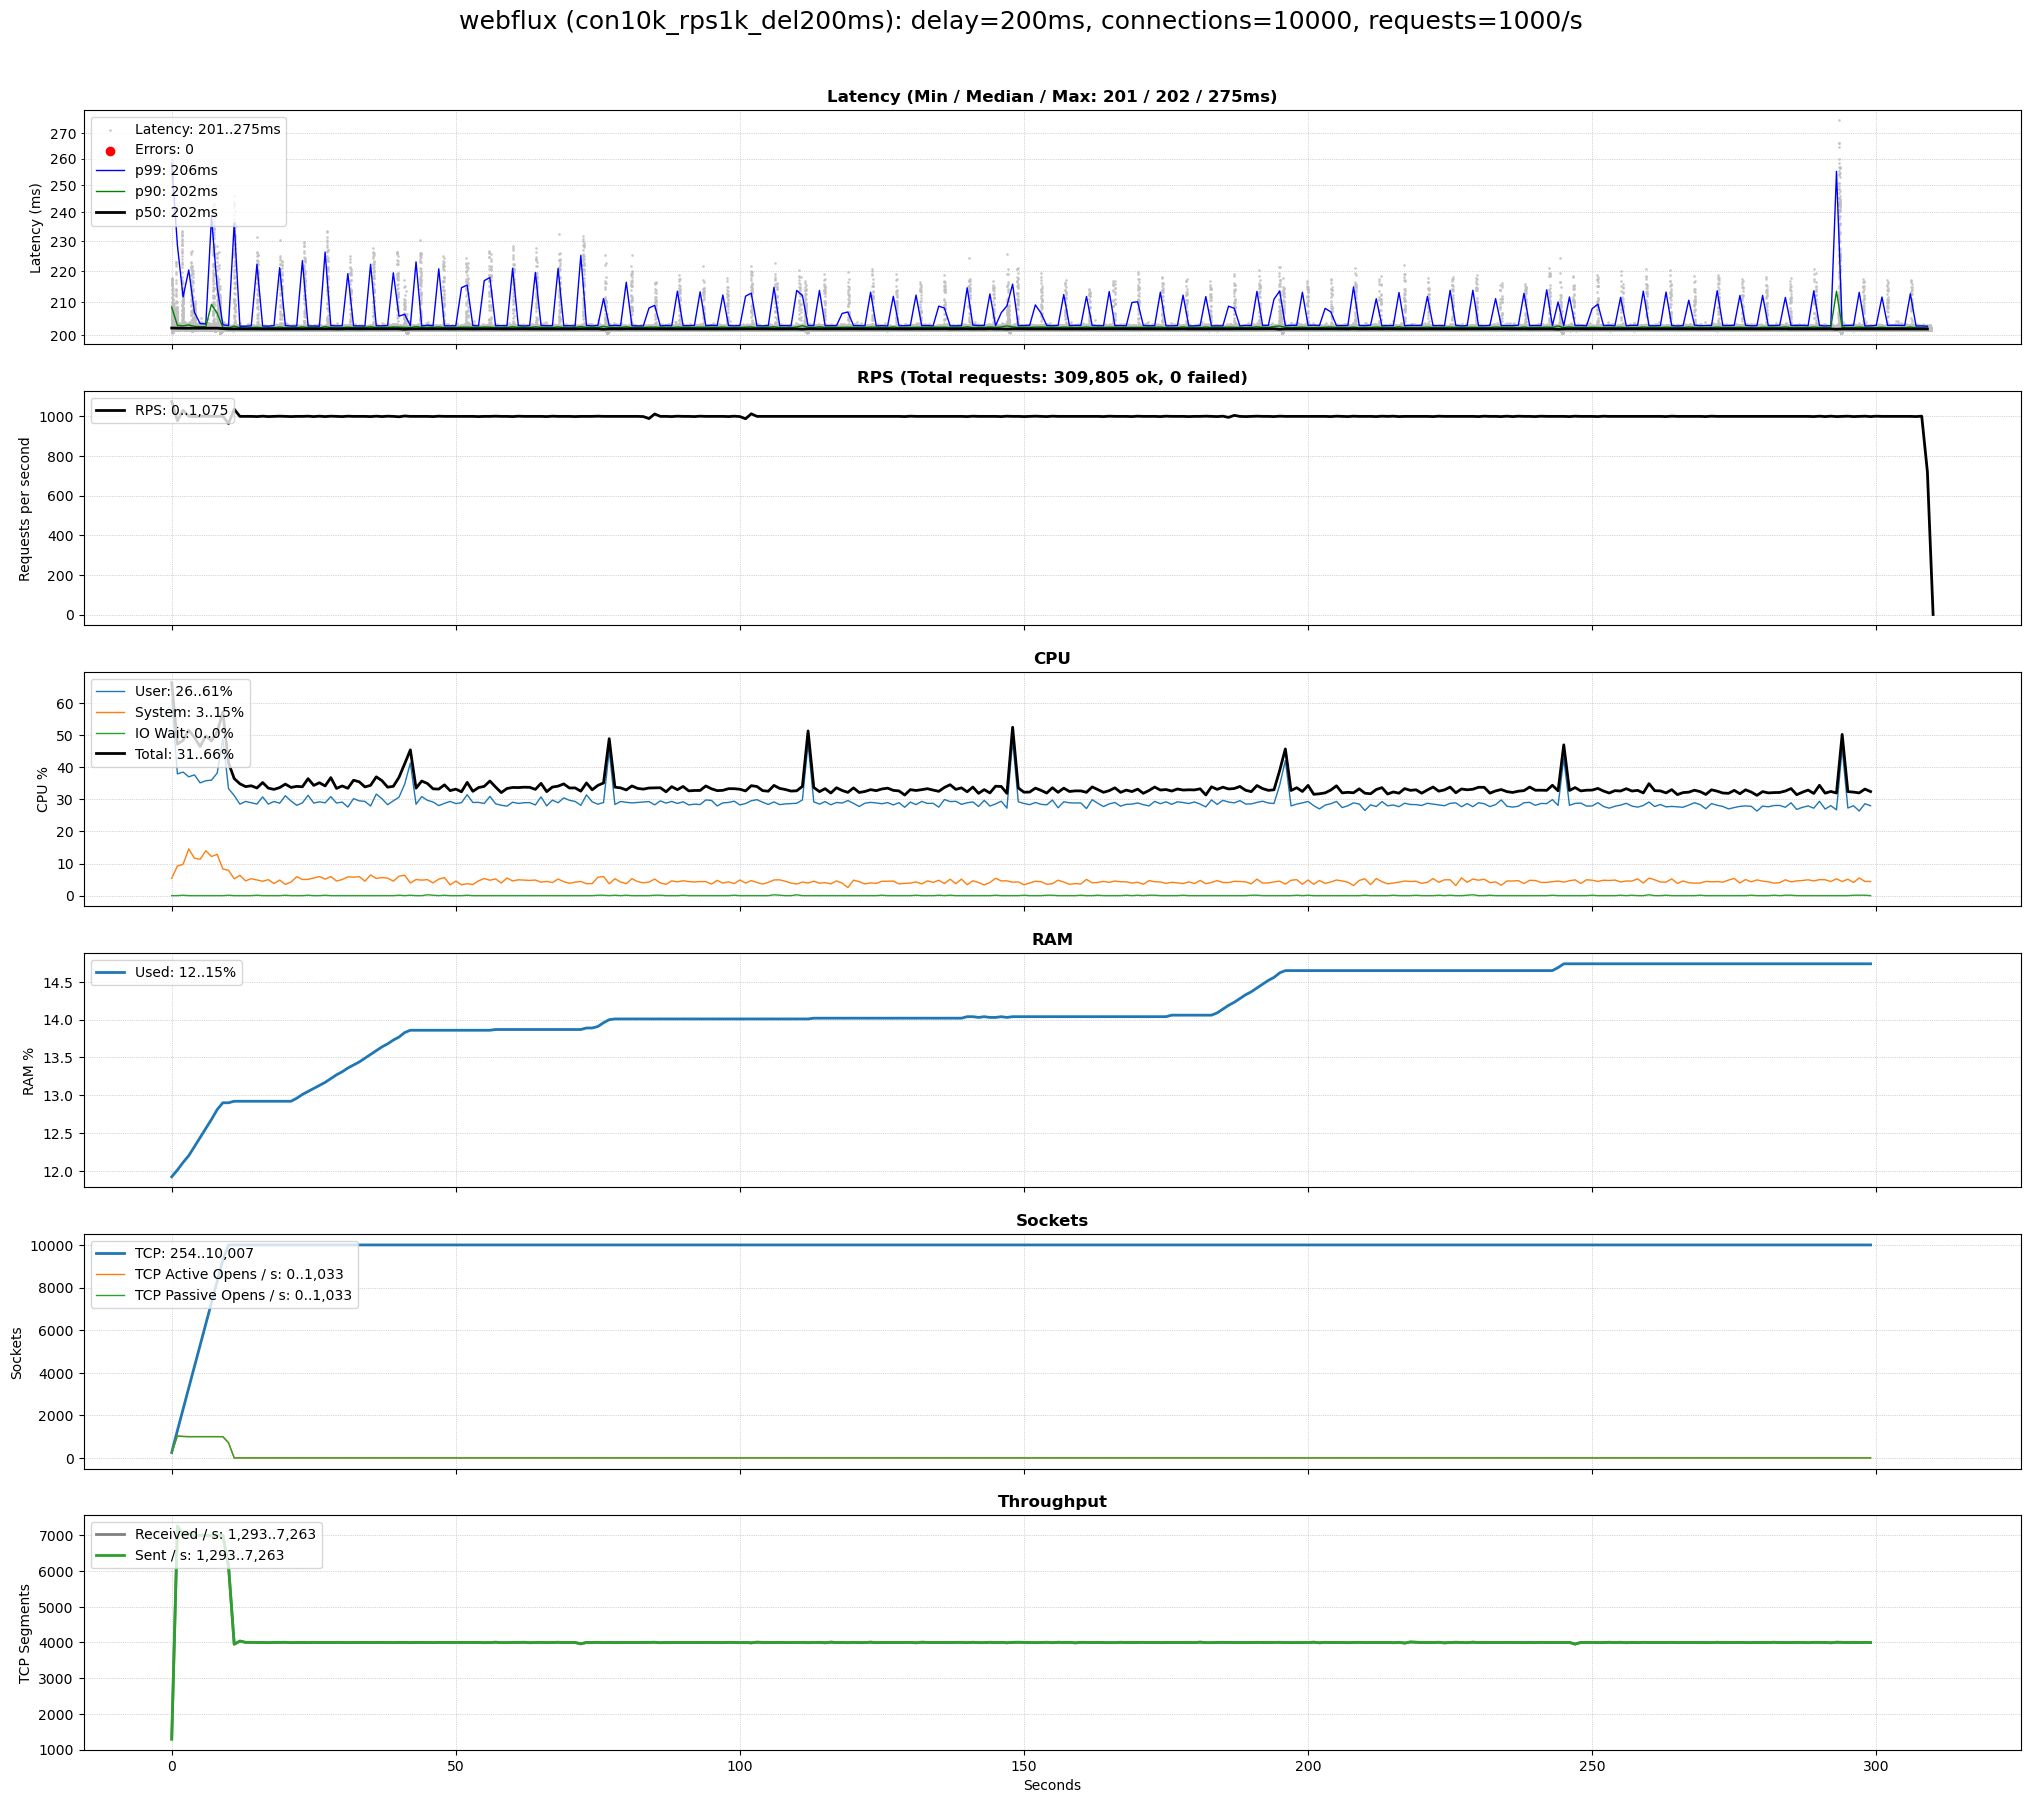 webflux (con10k_rps1k_del200ms): delay=200ms, connections=10000, requests=1000/s
Latency (Min / Median / Max: 201 / 202 / 275ms)
Latency (ms)
270
260
250
240
230
220
210
200
Latency: 201..275ms
Errors: 0
p99: 206ms
p90: 202ms
p50: 202ms
RPS (Total requests: 309,805 ok, 0 failed)
Requests per second
1000
800
600
400
200
0
RPS: 0..1,075
CPU
CPU %
60
50
40
30
20
10
0
User: 26..61%
System: 3..15%
IO Wait: 0..0%
Total: 31..66%
RAM
RAM %
14.5
14.0
13.5
13.0
12.5
12.0
Used: 12..15%
Sockets
Sockets
10000
8000
6000
4000
2000
0
TCP: 254..10,007
TCP Active Opens / s: 0..1,033
TCP Passive Opens / s: 0..1,033
Throughput
TCP Segments
7000
6000
5000
4000
3000
2000
1000
Received / s: 1,293..7,263
Sent / s: 1,293..7,263
0 50 100 150 200 250 300
Seconds